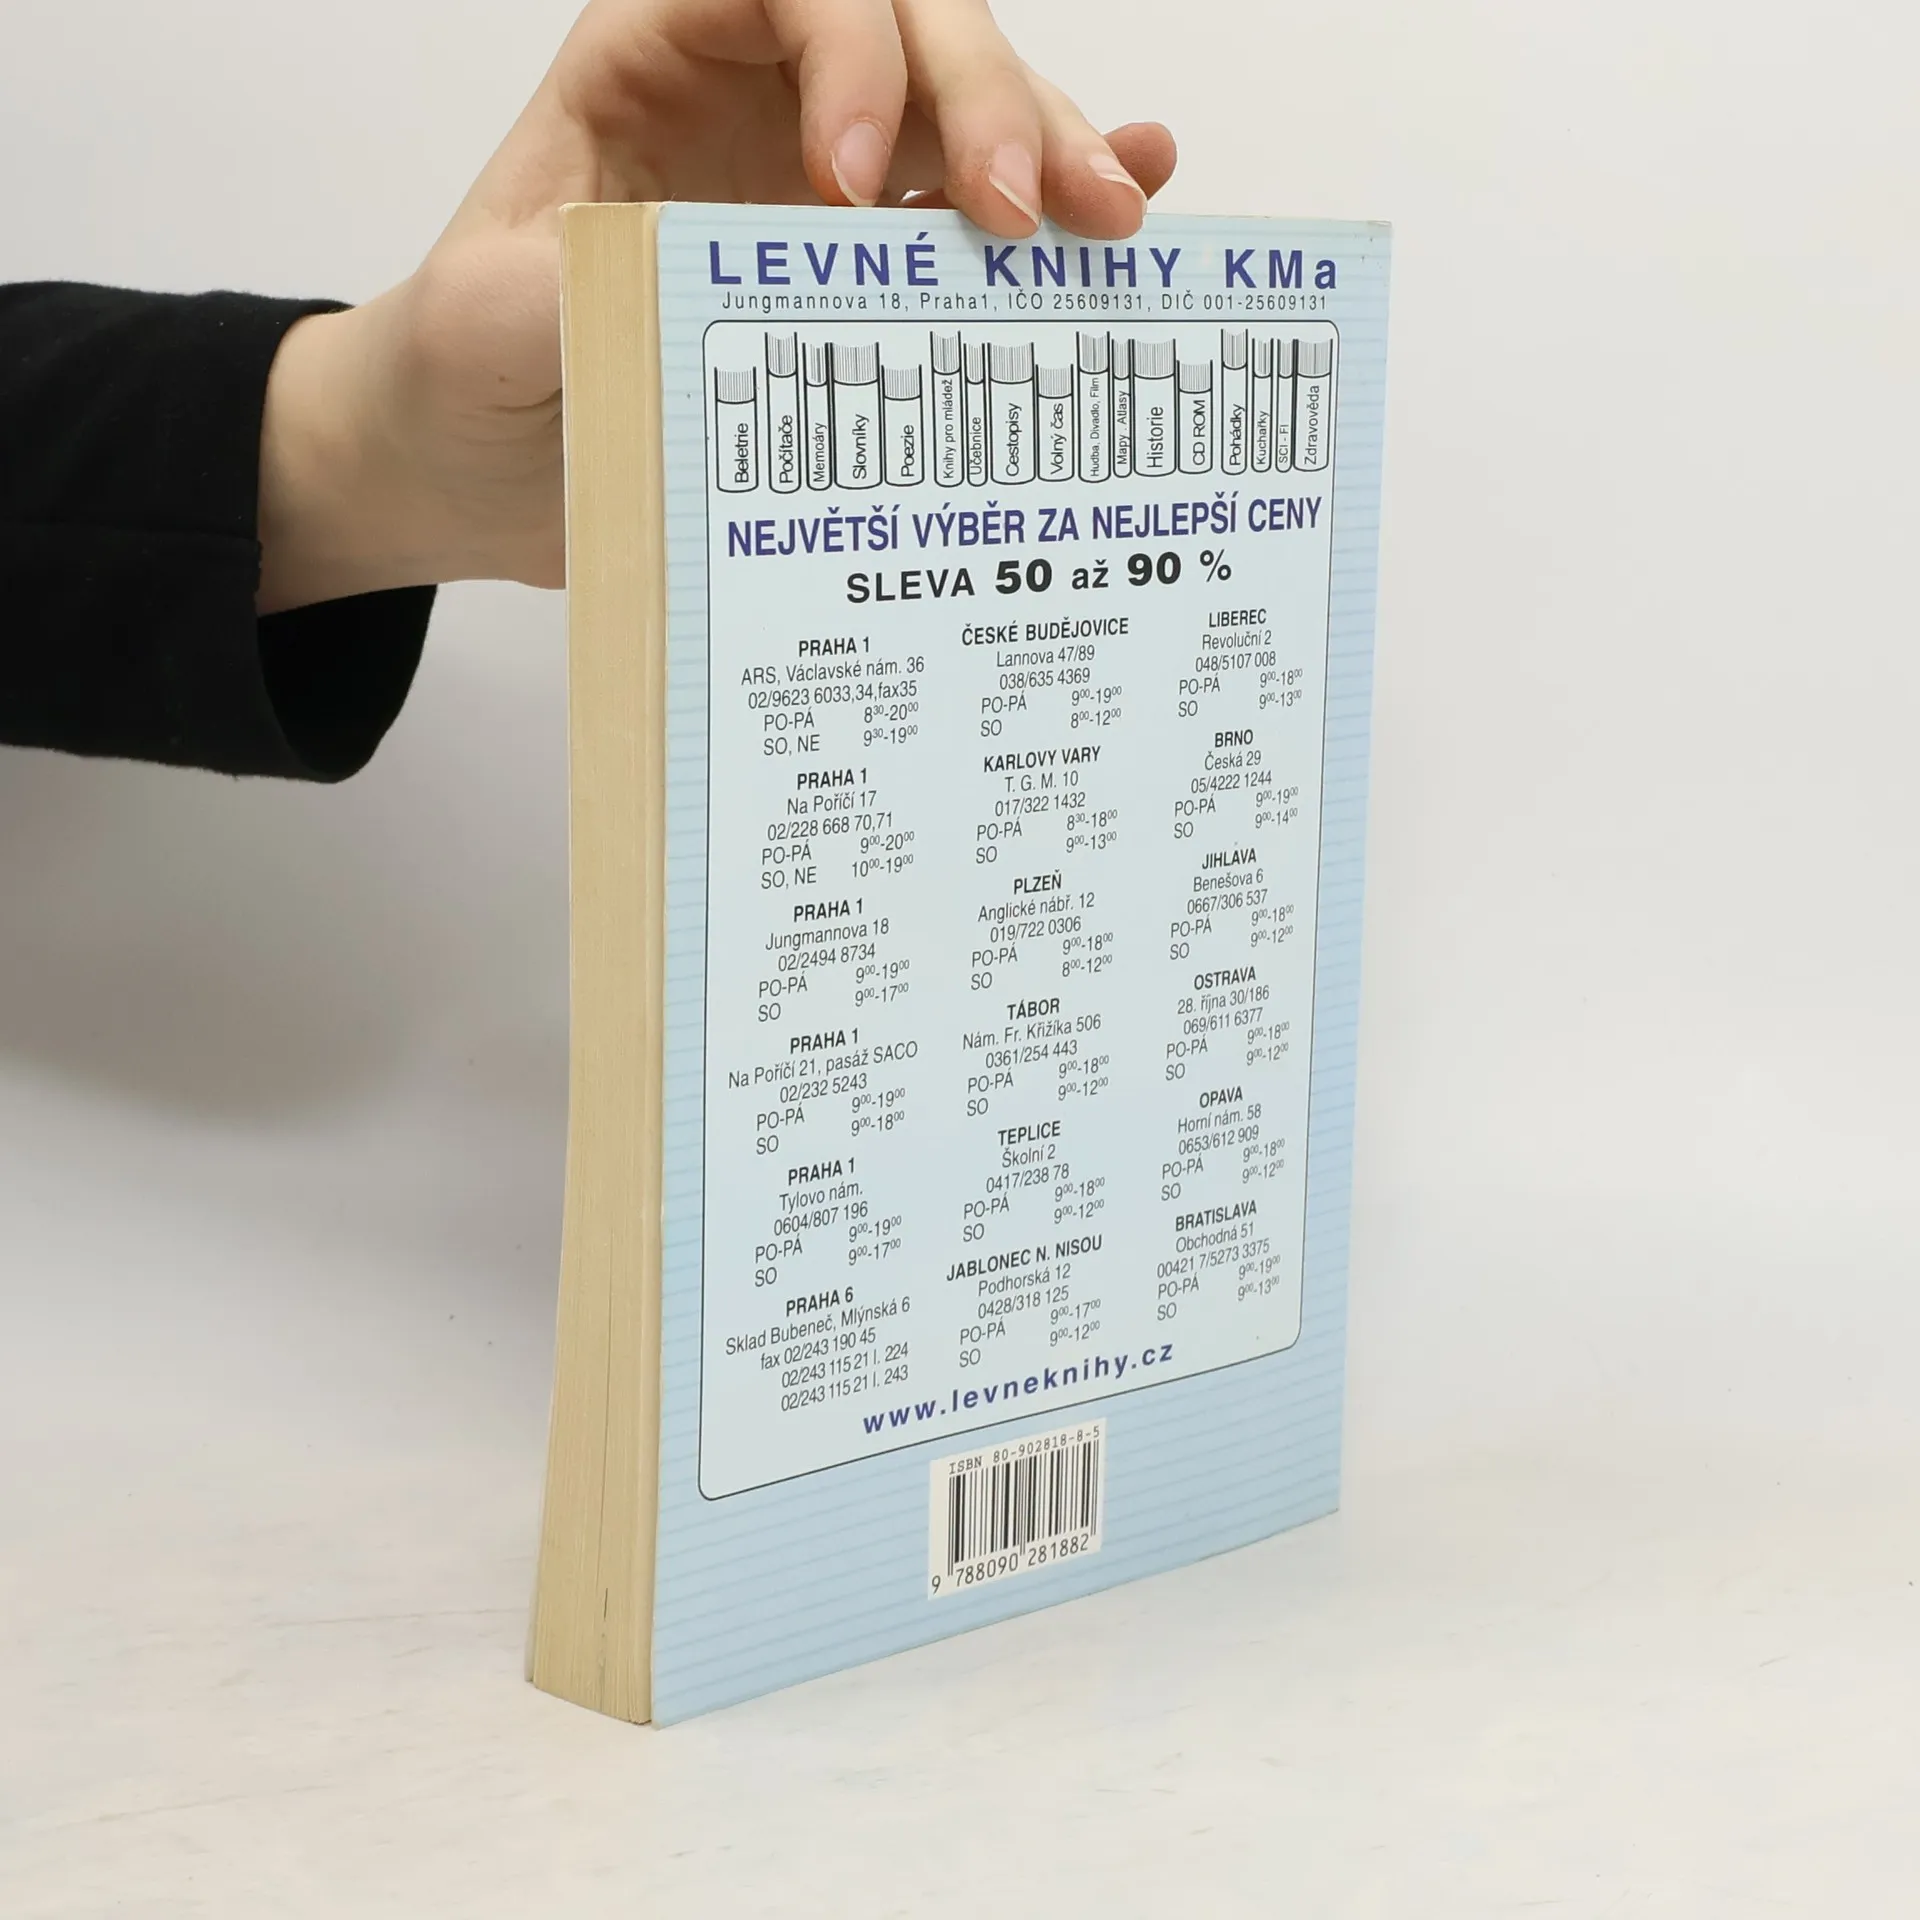 LEVNÉ KNIHY KMa
Jungmannova 18, Praha1, IČO 25609131, DIČ 001-25609131
Beletrie
Počítače
Memoáry
Slovníky
Poezie
Knihy pro mládež
Učebnice
Cestopisy
Volný čas
Hudba, Divadlo, Film
Mapy . Atlasy
Historie
CD ROM
Pohádky
Kuchařky
SCI - FI
Zdravověda
NEJVĚTŠÍ VÝBĚR ZA NEJLEPŠÍ CENY
SLEVA 50 až 90 %
PRAHA 1
ARS, Václavské nám. 36
02/9623 6033,34,fax35
PO-PÁ 8³⁰-20⁰⁰
SO, NE 9³⁰-19⁰⁰
PRAHA 1
Na Poříčí 17
02/228 668 70,71
PO-PÁ 9⁰⁰-20⁰⁰
SO, NE 10⁰⁰-19⁰⁰
PRAHA 1
Jungmannova 18
02/2494 8734
PO-PÁ 9⁰⁰-19⁰⁰
SO 9⁰⁰-17⁰⁰
PRAHA 1
Na Poříčí 21, pasáž SACO
02/232 5243
PO-PÁ 9⁰⁰-19⁰⁰
SO 9⁰⁰-18⁰⁰
PRAHA 1
Tylovo nám.
0604/807 196
PO-PÁ 9⁰⁰-19⁰⁰
SO 9⁰⁰-17⁰⁰
PRAHA 6
Sklad Bubeneč, Mlýnská 6
fax 02/243 190 45
02/243 115 21 l. 224
02/243 115 21 l. 243
ČESKÉ BUDĚJOVICE
Lannova 47/89
038/635 4369
PO-PÁ 9⁰⁰-19⁰⁰
SO 8⁰⁰-12⁰⁰
KARLOVY VARY
T. G. M. 10
017/322 1432
PO-PÁ 8³⁰-18⁰⁰
SO 9⁰⁰-13⁰⁰
PLZEŇ
Anglické nábř. 12
019/722 0306
PO-PÁ 9⁰⁰-18⁰⁰
SO 8⁰⁰-12⁰⁰
TÁBOR
Nám. Fr. Křižíka 506
0361/254 443
PO-PÁ 9⁰⁰-18⁰⁰
SO 9⁰⁰-12⁰⁰
TEPLICE
Školní 2
0417/238 78
PO-PÁ 9⁰⁰-18⁰⁰
SO 9⁰⁰-12⁰⁰
JABLONEC N. NISOU
Podhorská 12
0428/318 125
PO-PÁ 9⁰⁰-17⁰⁰
SO 9⁰⁰-12⁰⁰
LIBEREC
Revoluční 2
048/5107 008
PO-PÁ 9⁰⁰-18⁰⁰
SO 9⁰⁰-13⁰⁰
BRNO
Česká 29
05/4222 1244
PO-PÁ 9⁰⁰-19⁰⁰
SO 9⁰⁰-14⁰⁰
JIHLAVA
Benešova 6
0667/306 537
PO-PÁ 9⁰⁰-18⁰⁰
SO 9⁰⁰-12⁰⁰
OSTRAVA
28. října 30/186
069/611 6377
PO-PÁ 9⁰⁰-18⁰⁰
SO 9⁰⁰-12⁰⁰
OPAVA
Horní nám. 58
0653/612 909
PO-PÁ 9⁰⁰-18⁰⁰
SO 9⁰⁰-12⁰⁰
BRATISLAVA
Obchodná 51
00421 7/5273 3375
PO-PÁ 9⁰⁰-19⁰⁰
SO 9⁰⁰-13⁰⁰
www.levneknihy.cz
ISBN 80-902818-8-5
9 788090 281882